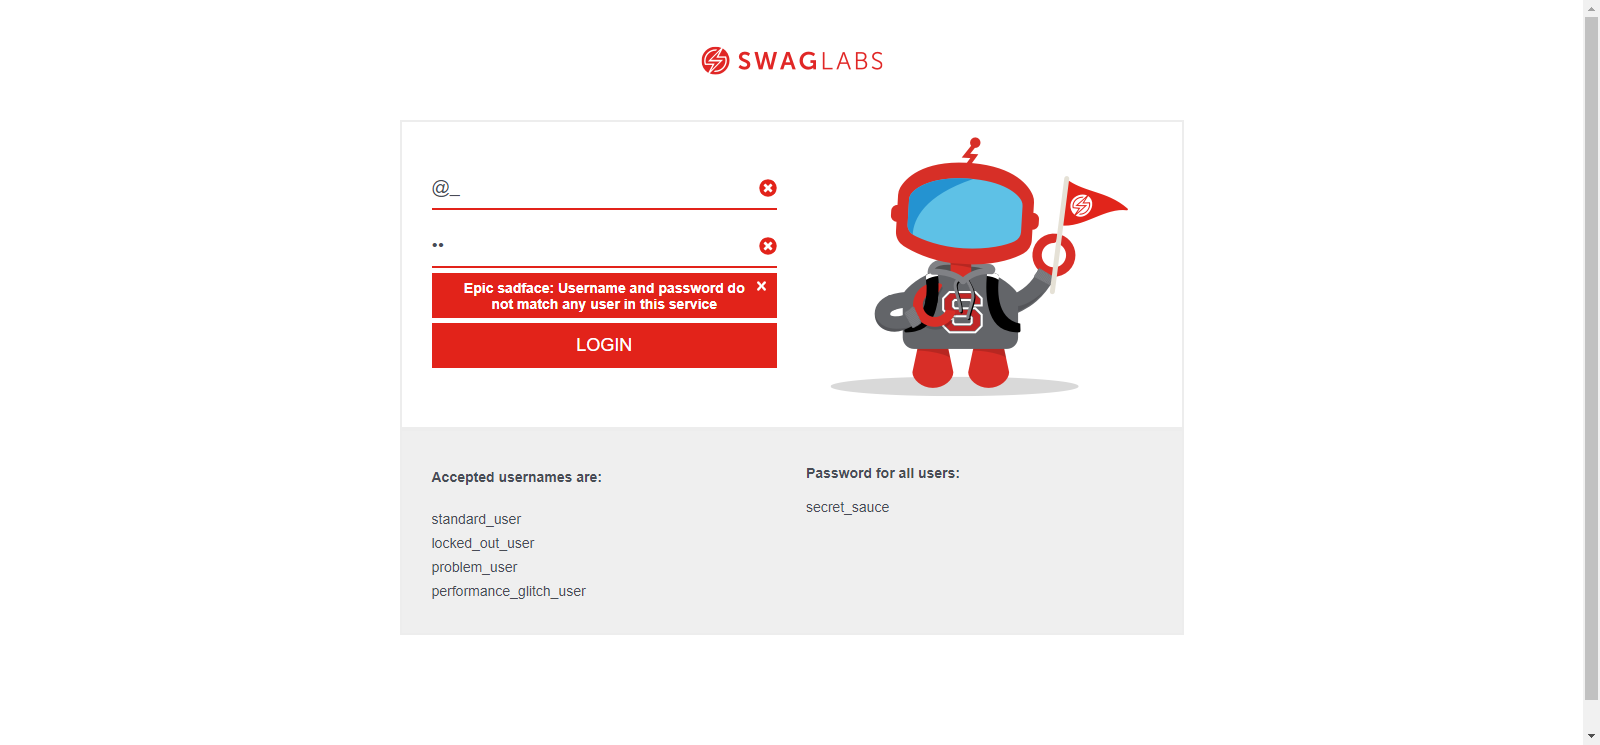 SWAGLABS
@_
••
Epic sadface: Username and password do
not match any user in this service
LOGIN
S
Accepted usernames are:
standard_user
locked_out_user
problem_user
performance_glitch_user
Password for all users:
secret_sauce